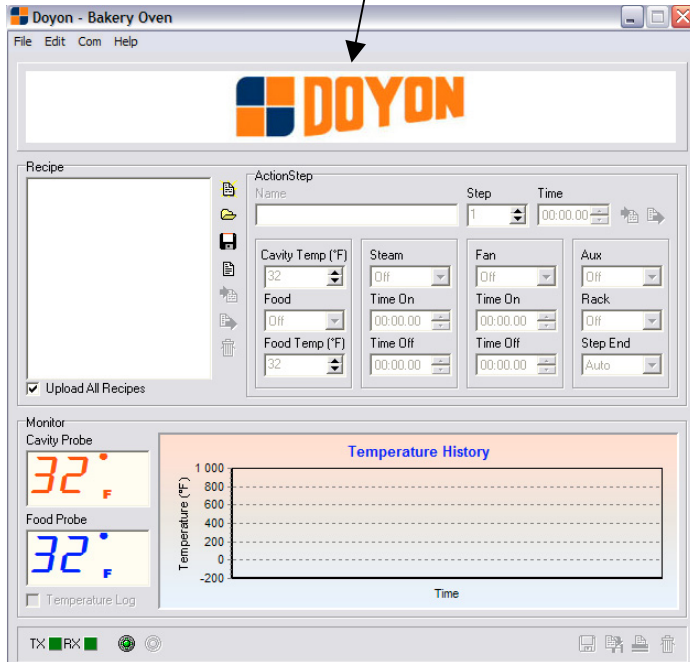 Doyon - Bakery Oven
File Edit Com Help
DOYON
Recipe
Upload All Recipes
ActionStep
Name Step Time
1 00:00.00
Cavity Temp (°F) Steam Fan Aux
32 Off Off Off
Food Time On Time On Rack
Off 00:00.00 00:00.00 Off
Food Temp (°F) Time Off Time Off Step End
32 00:00.00 00:00.00 Auto
Monitor
Cavity Probe
32°F
Food Probe
32°F
Temperature Log
Temperature History
Temperature (°F)
1 000
800
600
400
200
0
-200
Time
TX RX